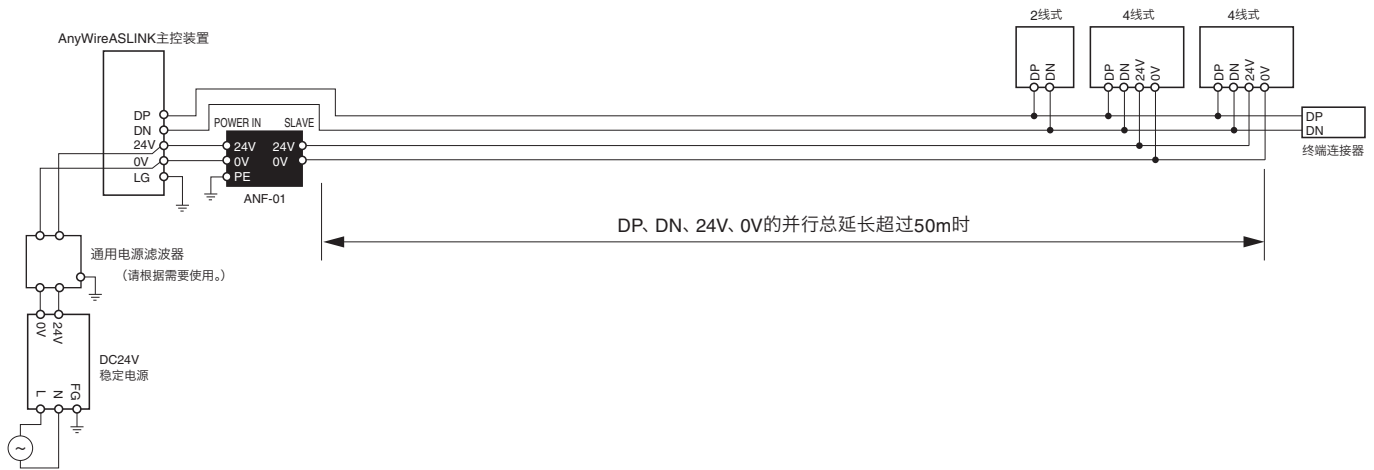 2线式
4线式
4线式
AnyWireASLINK主控装置
DP
DN
24V
0V
DP
DN
24V
0V
DP
DN
DP
DN
24V
0V
LG
POWER IN
SLAVE
24V
24V
0V
0V
PE
ANF-01
DP
DN
终端连接器
DP、DN、24V、0V的并行总延长超过50m时
通用电源滤波器
（请根据需要使用。）
0V
24V
DC24V
稳定电源
L
N
FG
~